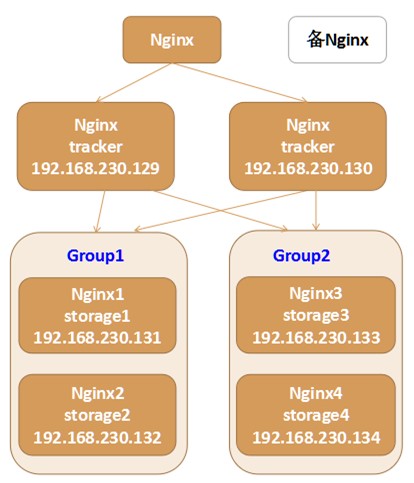 Nginx
备Nginx
Nginx
tracker
192.168.230.129
Nginx
tracker
192.168.230.130
Group1
Nginx1
storage1
192.168.230.131
Nginx2
storage2
192.168.230.132
Group2
Nginx3
storage3
192.168.230.133
Nginx4
storage4
192.168.230.134